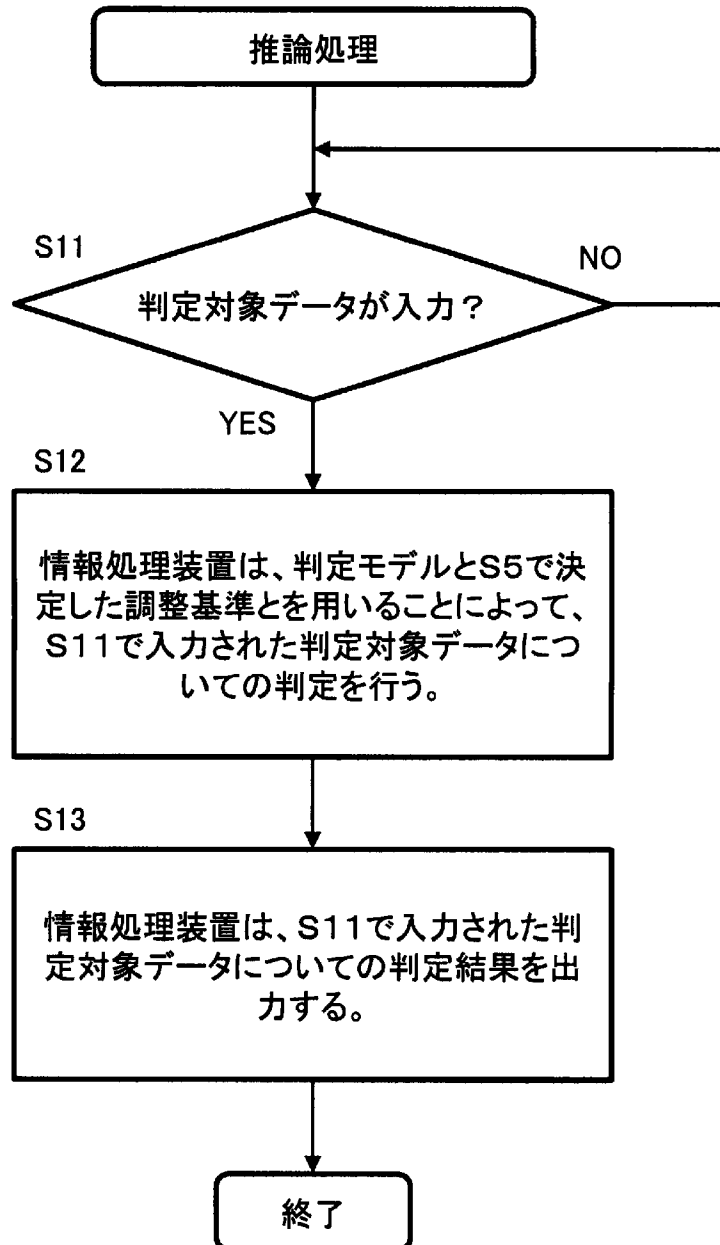 推論処理
S11
判定対象データが入力？
NO
YES
S12
情報処理装置は、判定モデルとS5で決
定した調整基準とを用いることによって、
S11で入力された判定対象データにつ
いての判定を行う。
S13
情報処理装置は、S11で入力された判
定対象データについての判定結果を出
力する。
終了